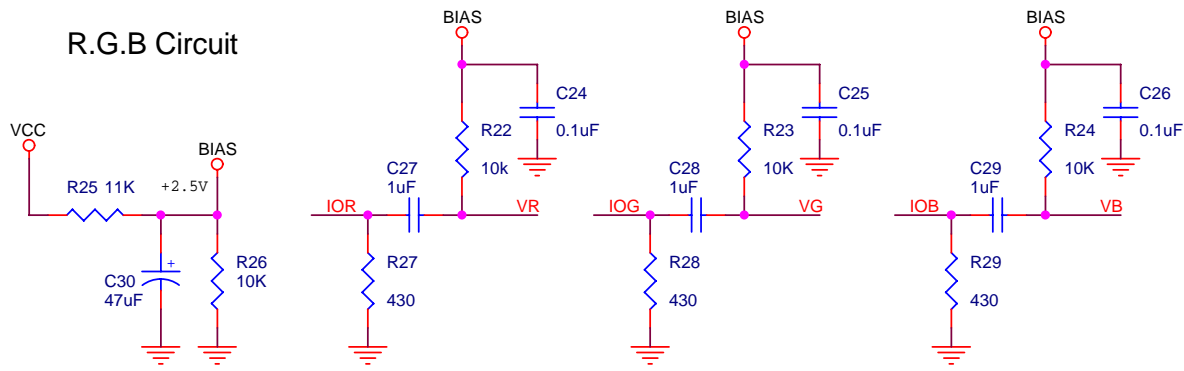 R.G.B Circuit
VCC
BIAS
R25 11K
+2.5V
+
C30
47uF
R26
10K
BIAS
C24
0.1uF
R22
10k
C27
1uF
IOR
VR
R27
430
BIAS
C25
0.1uF
R23
10K
C28
1uF
IOG
VG
R28
430
BIAS
C26
0.1uF
R24
10K
C29
1uF
IOB
VB
R29
430